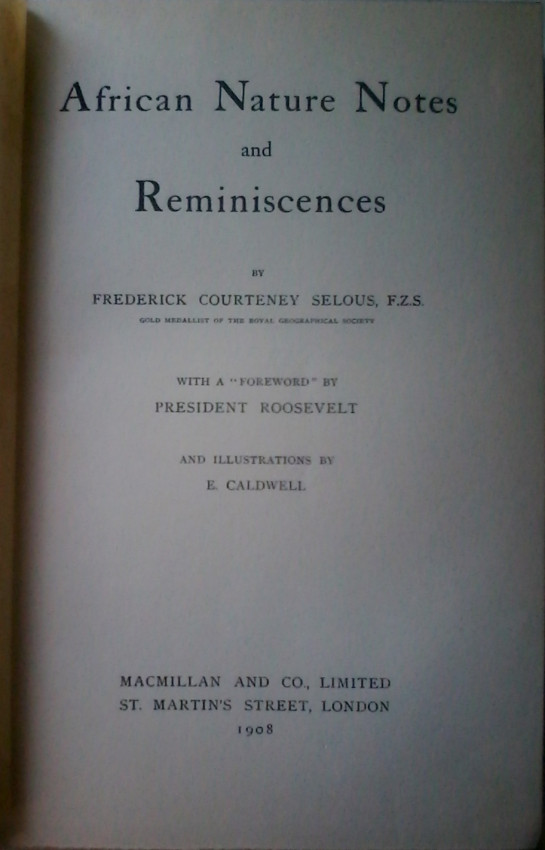 African Nature Notes
and
Reminiscences
BY
FREDERICK COURTENEY SELOUS, F.Z.S.
GOLD MEDALLIST OF THE ROYAL GEOGRAPHICAL SOCIETY
WITH A "FOREWORD" BY
PRESIDENT ROOSEVELT
AND ILLUSTRATIONS BY
E. CALDWELL
MACMILLAN AND CO., LIMITED
ST. MARTIN'S STREET, LONDON
1908